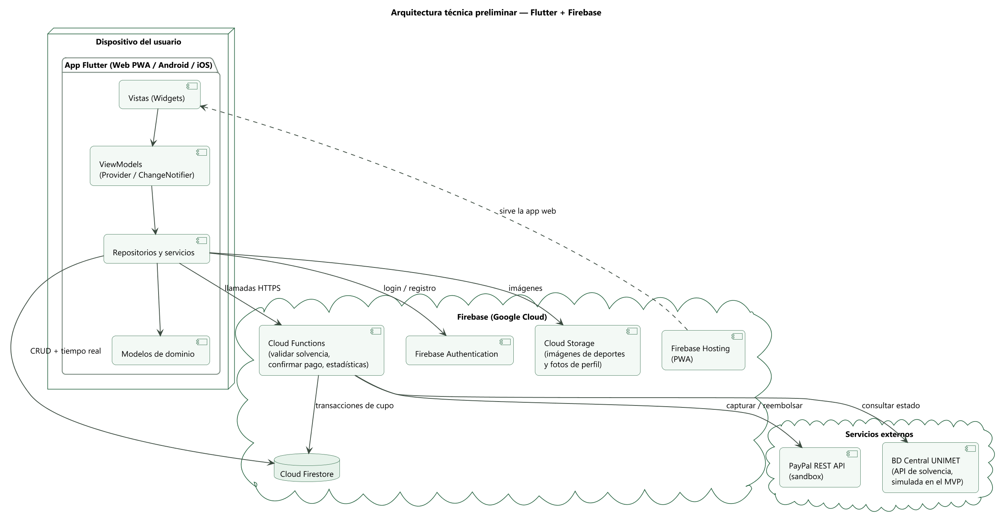 Arquitectura técnica preliminar — Flutter + Firebase
Dispositivo del usuario
App Flutter (Web PWA / Android / iOS)
Vistas (Widgets)
ViewModels
(Provider / ChangeNotifier)
sirve la app web
Repositorios y servicios
llamadas HTTPS
login / registro
imágenes
CRUD + tiempo real
Modelos de dominio
Firebase (Google Cloud)
Cloud Functions
(validar solvencia,
confirmar pago, estadísticas)
Firebase Authentication
Cloud Storage
(imágenes de deportes
y fotos de perfil)
Firebase Hosting
(PWA)
transacciones de cupo
capturar / reembolsar
consultar estado
Cloud Firestore
Servicios externos
PayPal REST API
(sandbox)
BD Central UNIMET
(API de solvencia,
simulada en el MVP)